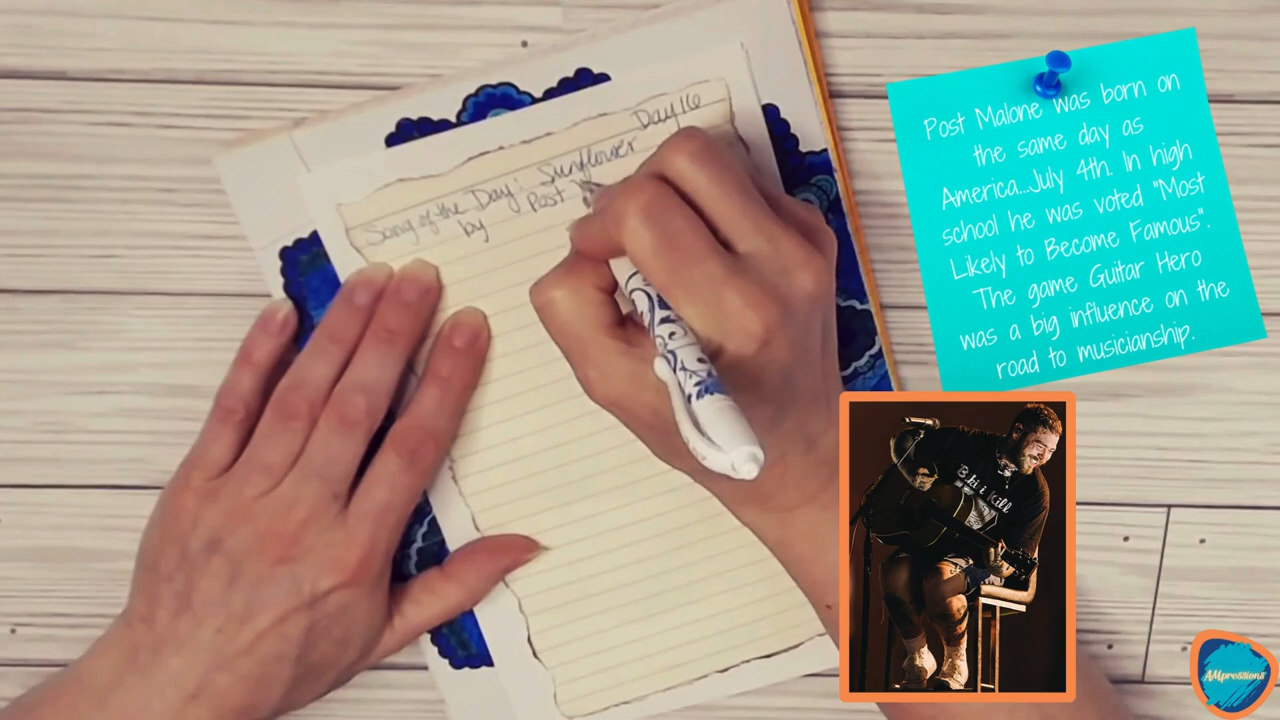 Day 16
Song of the Day: Sunflower
by Post
Post Malone was born on
the same day as
America...July 4th. In high
school he was voted "Most
Likely to Become Famous".
The game Guitar Hero
was a big influence on the
road to musicianship.
Kill
AMpressions